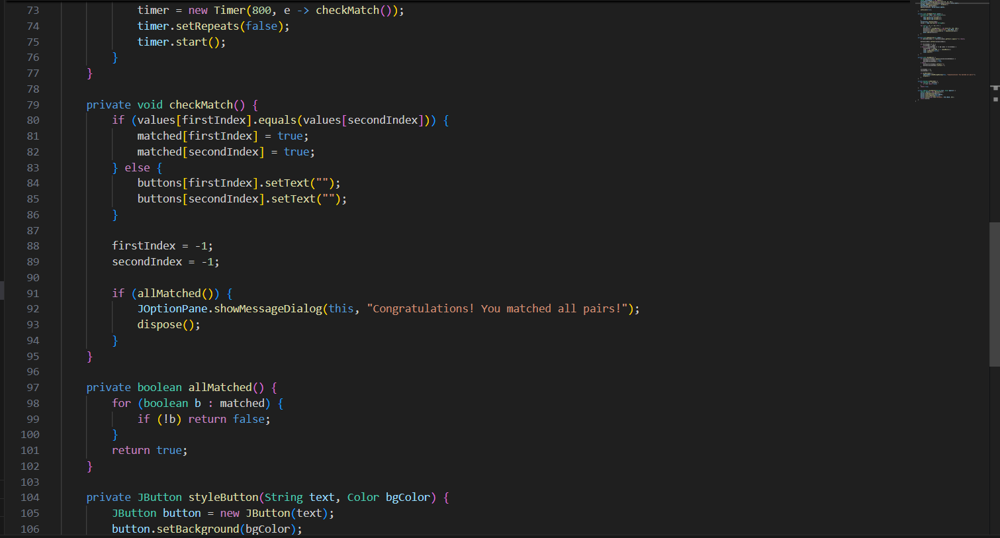 73 timer = new Timer(800, e -> checkMatch());
74 timer.setRepeats(false);
75 timer.start();
76 }
77 }
78
79 private void checkMatch() {
80 if (values[firstIndex].equals(values[secondIndex])) {
81 matched[firstIndex] = true;
82 matched[secondIndex] = true;
83 } else {
84 buttons[firstIndex].setText("");
85 buttons[secondIndex].setText("");
86 }
87
88 firstIndex = -1;
89 secondIndex = -1;
90
91 if (allMatched()) {
92 JOptionPane.showMessageDialog(this, "Congratulations! You matched all pairs!");
93 dispose();
94 }
95 }
96
97 private boolean allMatched() {
98 for (boolean b : matched) {
99 if (!b) return false;
100 }
101 return true;
102 }
103
104 private JButton styleButton(String text, Color bgColor) {
105 JButton button = new JButton(text);
106 button.setBackground(bgColor);